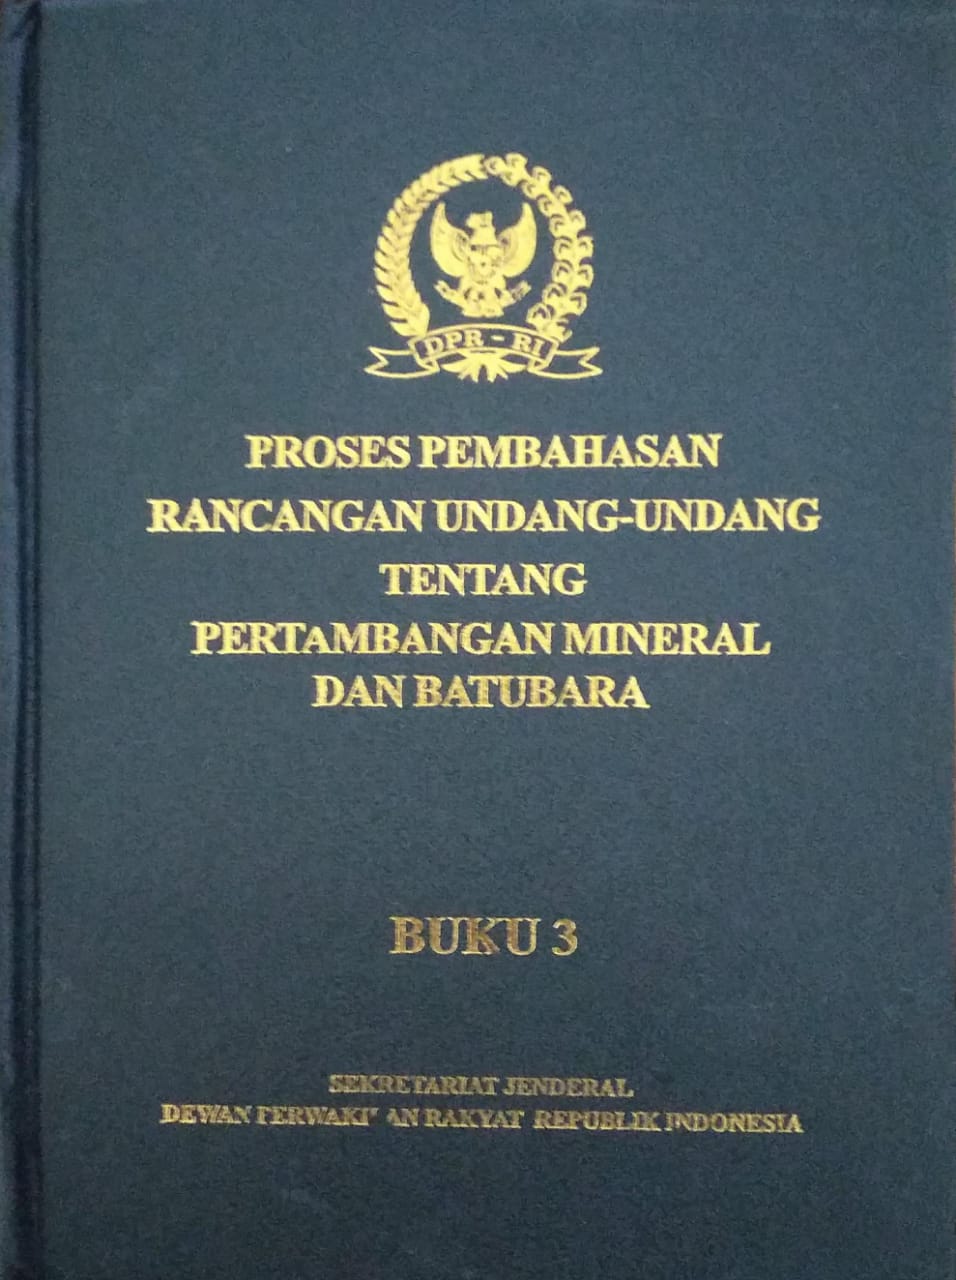 DPR - RI
PROSES PEMBAHASAN
RANCANGAN UNDANG-UNDANG
TENTANG
PERTAMBANGAN MINERAL
DAN BATUBARA
BUKU 3
SEKRETARIAT JENDERAL
DEWAN PERWAKILAN RAKYAT REPUBLIK INDONESIA